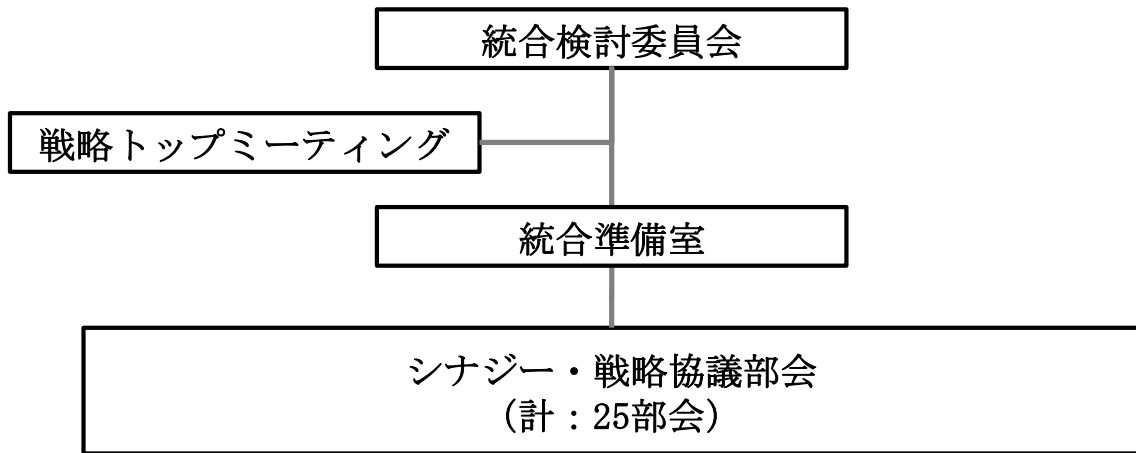 統合検討委員会
戦略トップミーティング
統合準備室
シナジー・戦略協議部会
（計：25部会）